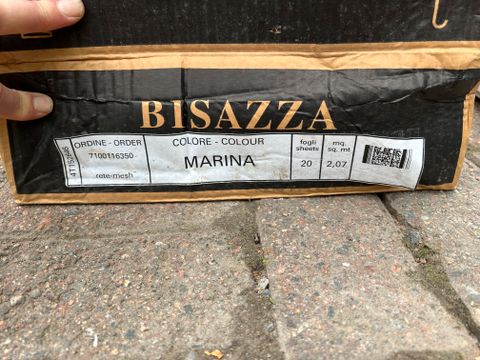 BISAZZA
ORDINE - ORDER
7100116350
rete-mesh
COLORE - COLOUR
MARINA
fogli
sheets
20
mq.
sq. mt
2,07